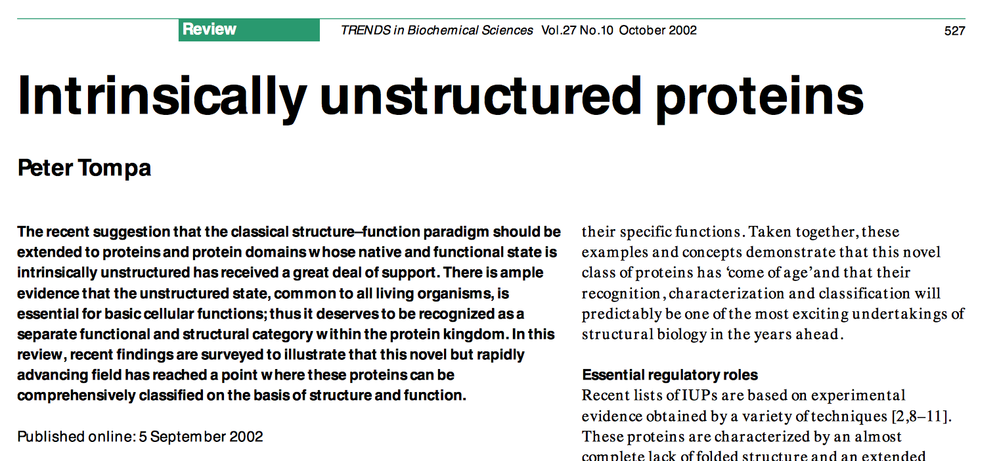 Review
TRENDS in Biochemical Sciences Vol.27 No.10 October 2002
527
Intrinsically unstructured proteins
Peter Tompa
The recent suggestion that the classical structure–function paradigm should be
extended to proteins and protein domains whose native and functional state is
intrinsically unstructured has received a great deal of support. There is ample
evidence that the unstructured state, common to all living organisms, is
essential for basic cellular functions; thus it deserves to be recognized as a
separate functional and structural category within the protein kingdom. In this
review, recent findings are surveyed to illustrate that this novel but rapidly
advancing field has reached a point where these proteins can be
comprehensively classified on the basis of structure and function.
Published online: 5 September 2002
their specific functions. Taken together, these
examples and concepts demonstrate that this novel
class of proteins has ‘come of age’ and that their
recognition, characterization and classification will
predictably be one of the most exciting undertakings of
structural biology in the years ahead.
Essential regulatory roles
Recent lists of IUPs are based on experimental
evidence obtained by a variety of techniques [2,8–11].
These proteins are characterized by an almost
complete lack of folded structure and an extended